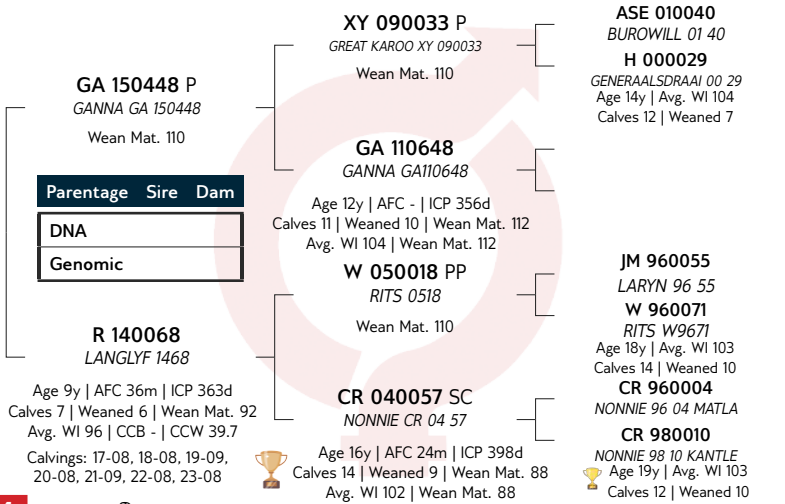 GA 150448 P
GANNA GA 150448
Wean Mat. 110
Parentage Sire Dam
DNA
Genomic
R 140068
LANGLYF 1468
Age 9y | AFC 36m | ICP 363d
Calves 7 | Weaned 6 | Wean Mat. 92
Avg. WI 96 | CCB - | CCW 39.7
Calvings: 17-08, 18-08, 19-09,
20-08, 21-09, 22-08, 23-08
XY 090033 P
GREAT KAROO XY 090033
Wean Mat. 110
GA 110648
GANNA GA110648
Age 12y | AFC - | ICP 356d
Calves 11 | Weaned 10 | Wean Mat. 112
Avg. WI 104 | Wean Mat. 112
W 050018 PP
RITS 0518
Wean Mat. 110
CR 040057 SC
NONNIE CR 04 57
Age 16y | AFC 24m | ICP 398d
Calves 14 | Weaned 9 | Wean Mat. 88
Avg. WI 102 | Wean Mat. 88
ASE 010040
BUROWILL 01 40
H 000029
GENERAALSDRAAI 00 29
Age 14y | Avg. WI 104
Calves 12 | Weaned 7
JM 960055
LARYN 96 55
W 960071
RITS W9671
Age 18y | Avg. WI 103
Calves 14 | Weaned 10
CR 960004
NONNIE 96 04 MATLA
CR 980010
NONNIE 98 10 KANTLE
Age 19y | Avg. WI 103
Calves 12 | Weaned 10